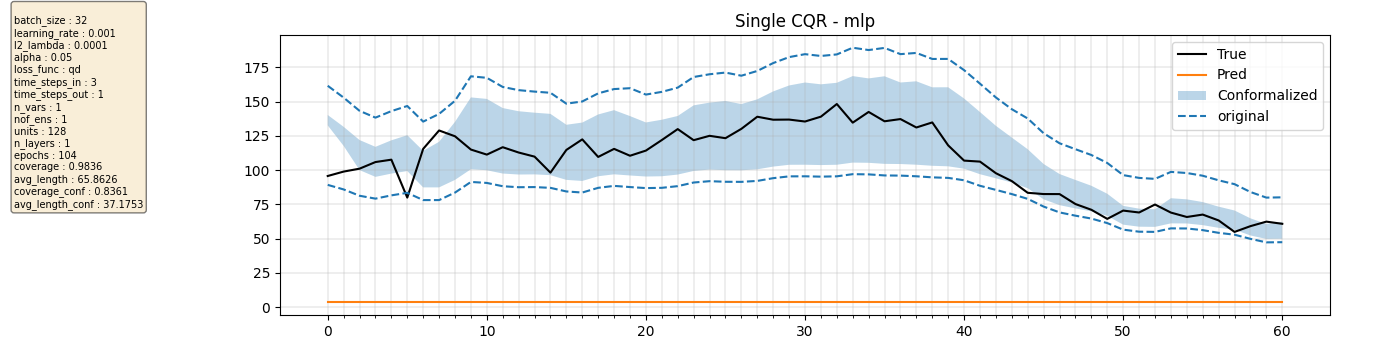 batch_size : 32
learning_rate : 0.001
l2_lambda : 0.0001
alpha : 0.05
loss_func : qd
time_steps_in : 3
time_steps_out : 1
n_vars : 1
nof_ens : 1
units : 128
n_layers : 1
epochs : 104
coverage : 0.9836
avg_length : 65.8626
coverage_conf : 0.8361
avg_length_conf : 37.1753
Single CQR - mlp
True
Pred
Conformalized
original
175
150
125
100
75
50
25
0
0 10 20 30 40 50 60